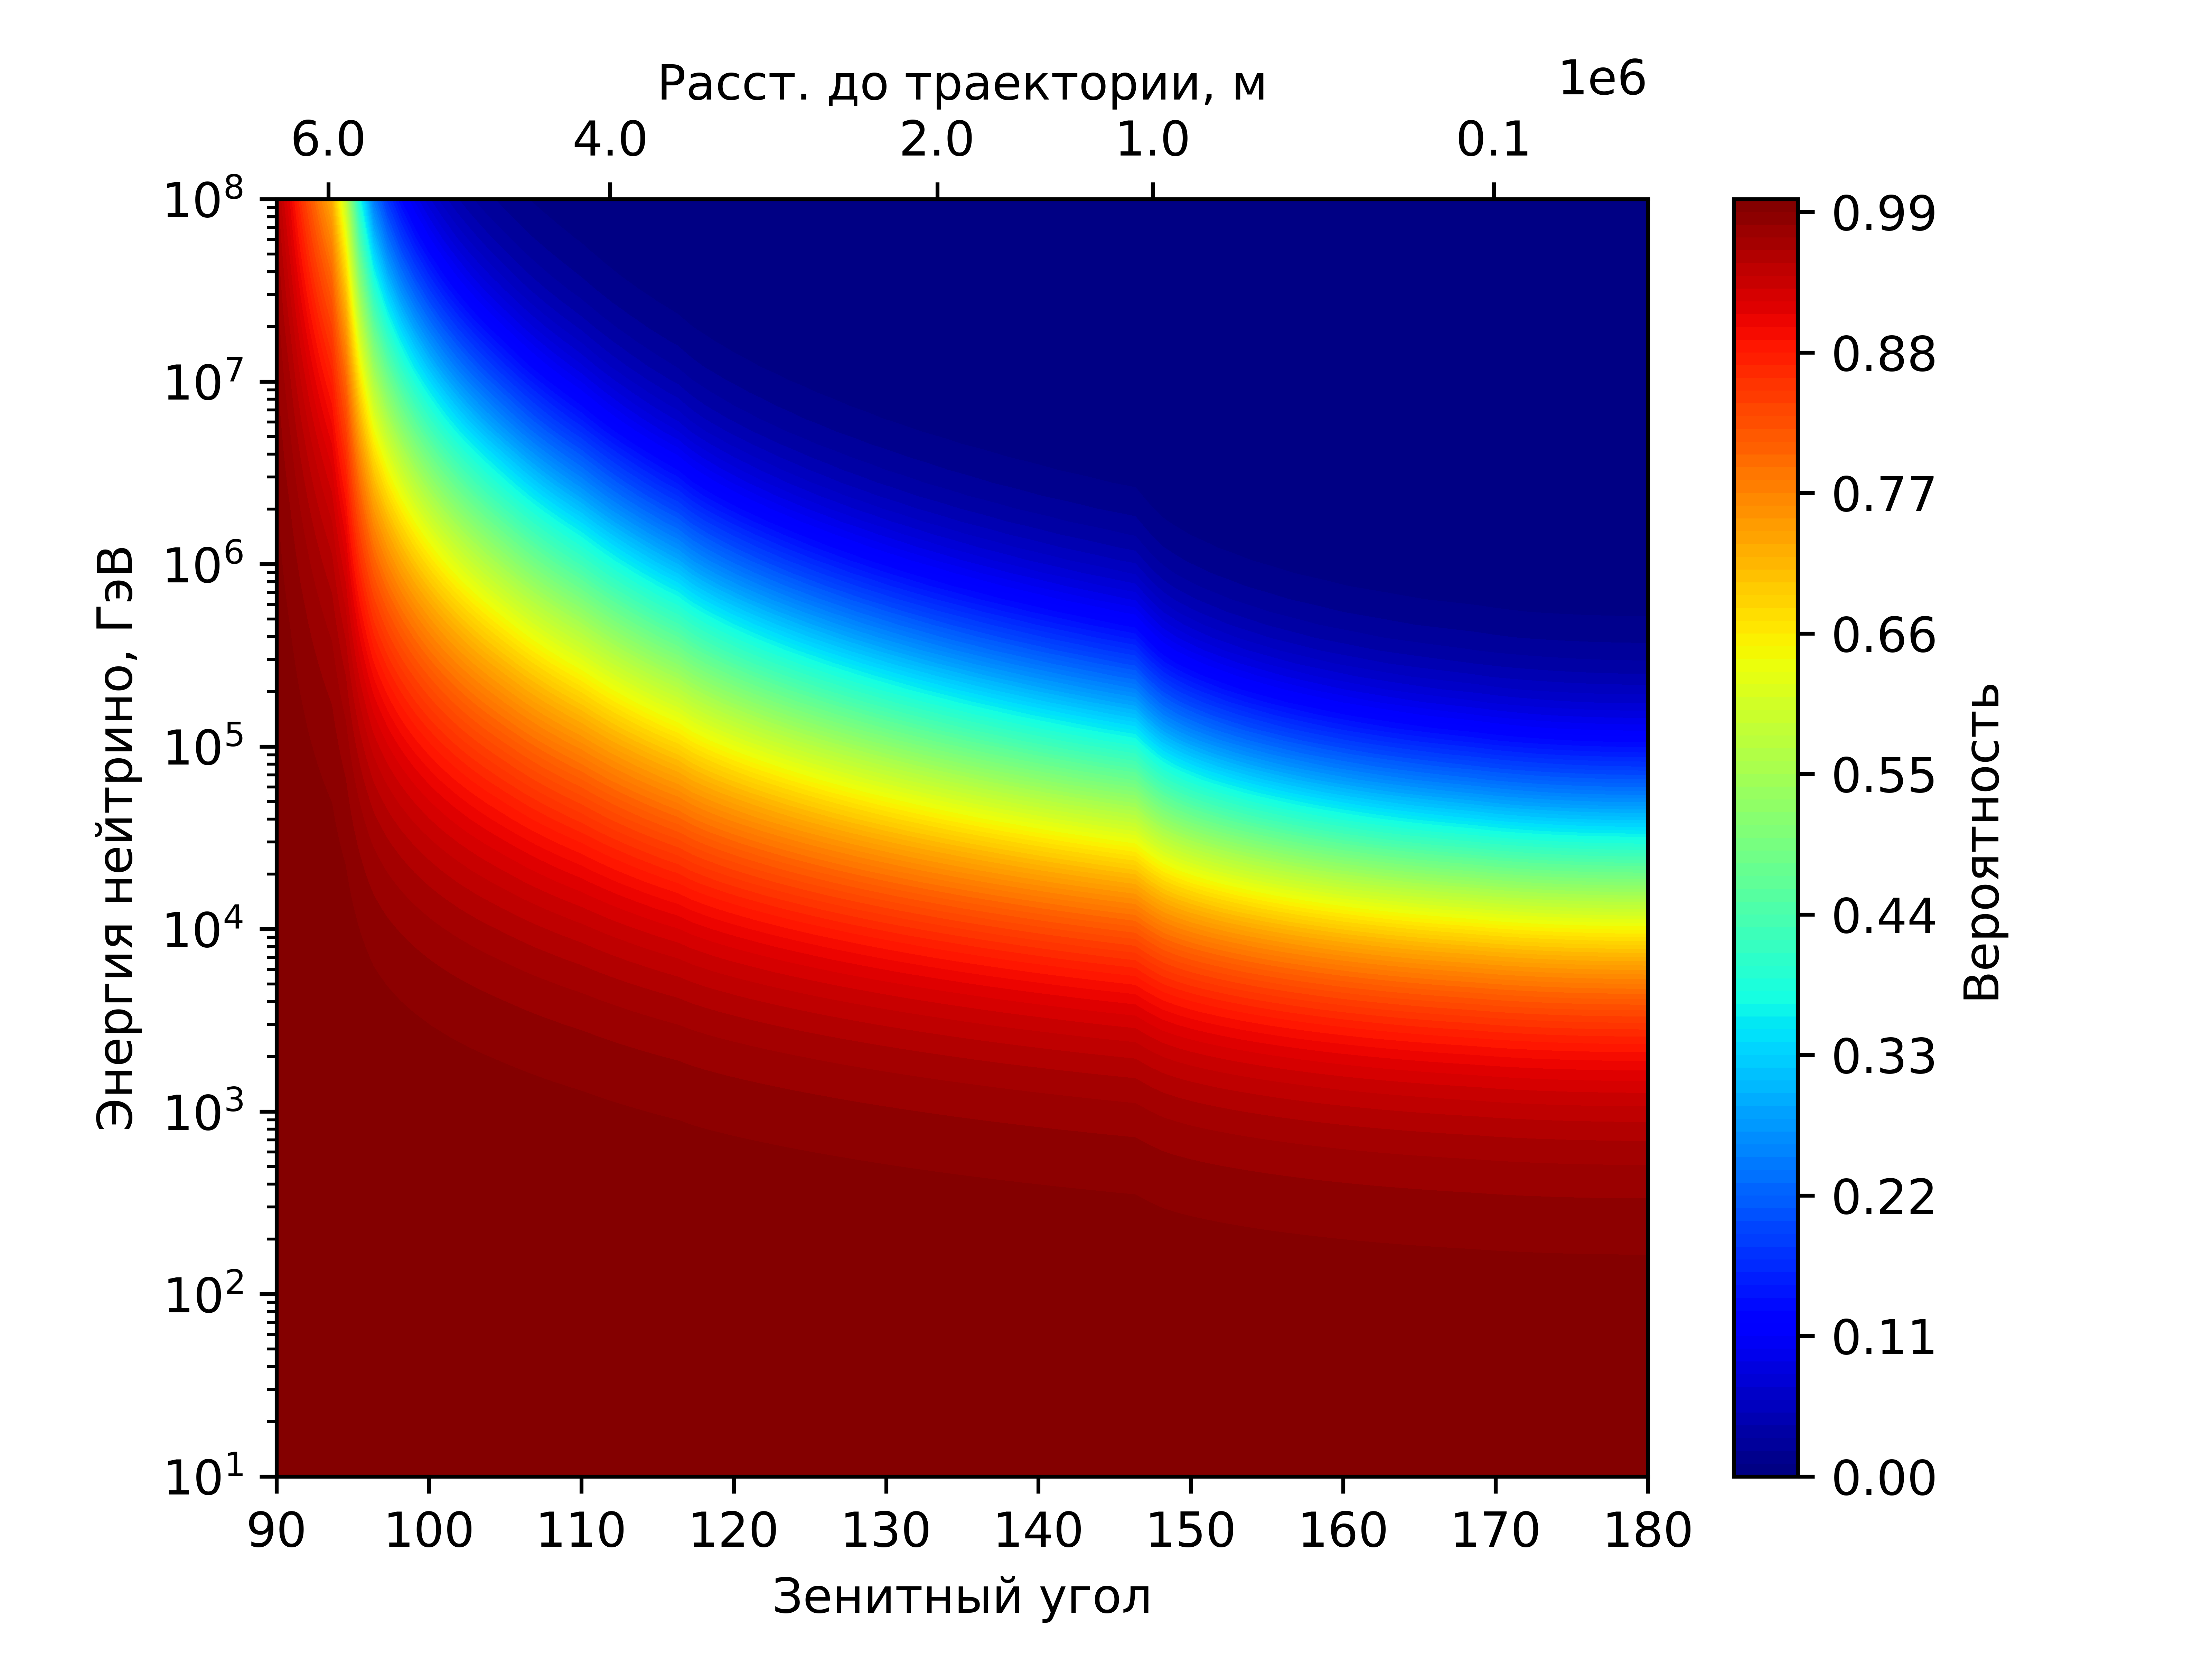 Расст. до траектории, м
1e6
6.0 4.0 2.0 1.0 0.1
10⁸
10⁷
10⁶
10⁵
10⁴
10³
10²
10¹
Энергия нейтрино, ГэВ
90 100 110 120 130 140 150 160 170 180
Зенитный угол
0.99
0.88
0.77
0.66
0.55
0.44
0.33
0.22
0.11
0.00
Вероятность